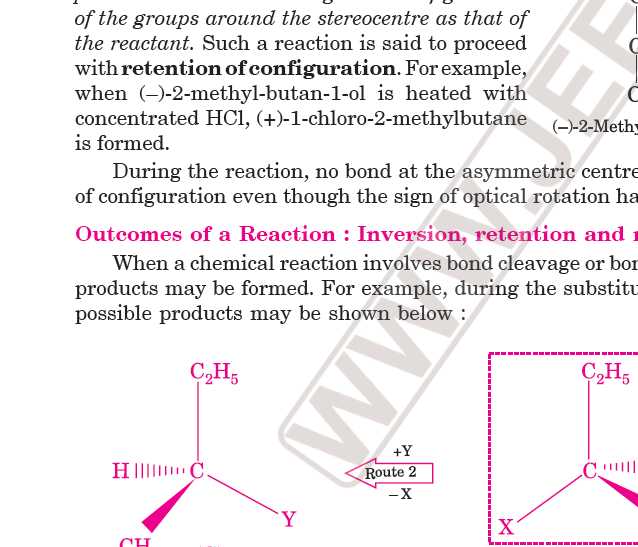 of the groups around the stereocentre as that of
the reactant. Such a reaction is said to proceed
with retention of configuration. For example,
when (–)-2-methyl-butan-1-ol is heated with
concentrated HCl, (+)-1-chloro-2-methylbutane
is formed.
(–)-2-Methy
During the reaction, no bond at the asymmetric centre
of configuration even though the sign of optical rotation ha
Outcomes of a Reaction : Inversion, retention and
When a chemical reaction involves bond cleavage or bon
products may be formed. For example, during the substitu
possible products may be shown below :
C₂H₅
C₂H₅
+Y
H C
Route 2
C
– X
Y
X
CH
WWW.JEE